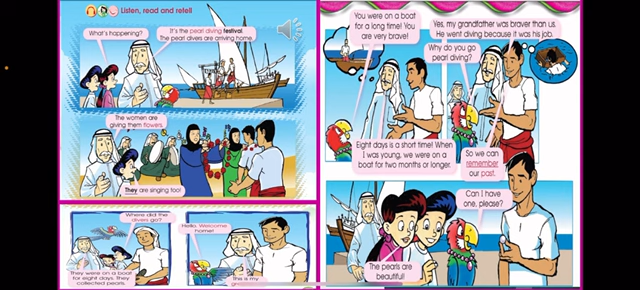 Listen, read and retell
What's happening?
It's the pearl diving festival.
The pearl divers are arriving home.
The women are
giving them flowers.
They are singing too!
Where did the
divers go?
They were on a boat
for eight days. They
collected pearls.
Hello. Welcome
home!
This is my
You were on a boat
for a long time! You
are very brave!
Yes, my grandfather was braver than us.
He went diving because it was his job.
Why do you go
pearl diving?
Eight days is a short time! When
I was young, we were on a
boat for two months or longer.
So we can
remember
our past.
Can I have
one, please?
The pearls are
beautiful!